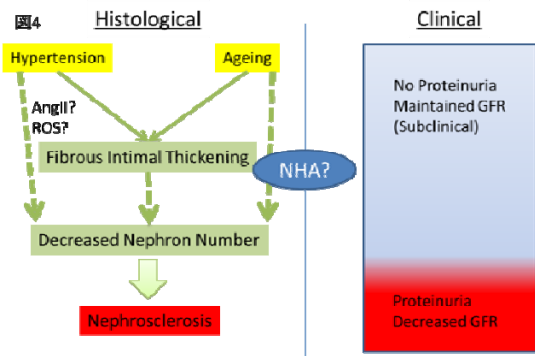 図4
Histological
Clinical
Hypertension
Ageing
AngII?
ROS?
Fibrous Intimal Thickening
NHA?
Decreased Nephron Number
Nephrosclerosis
No Proteinuria
Maintained GFR
(Subclinical)
Proteinuria
Decreased GFR